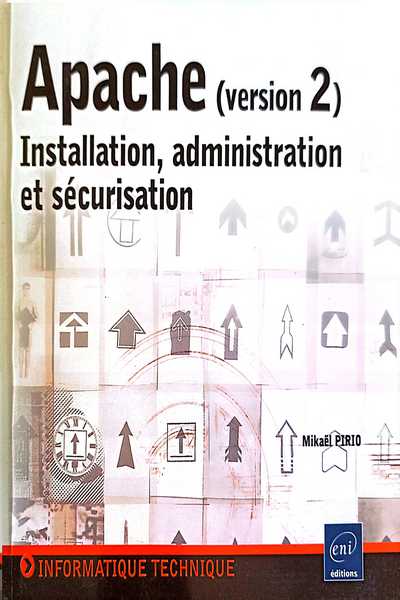 Apache (version 2)
Installation, administration
et sécurisation
Mikaël PIRIO
eni
éditions
INFORMATIQUE TECHNIQUE